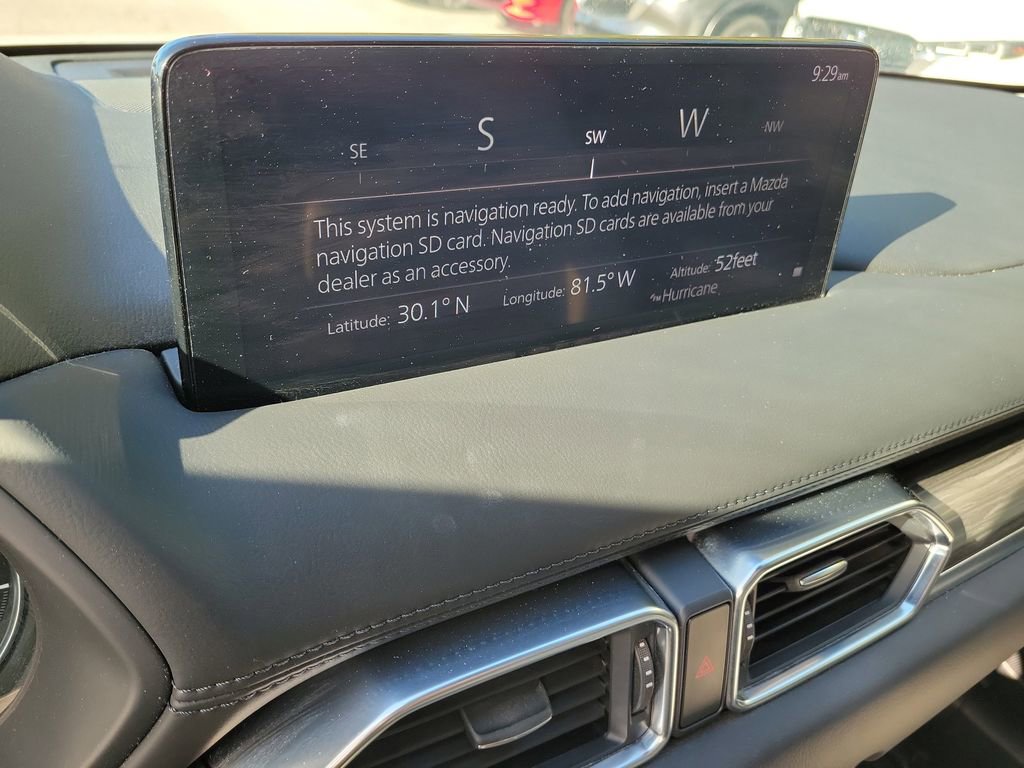 9:29am
SE S SW W NW
This system is navigation ready. To add navigation, insert a Mazda
navigation SD card. Navigation SD cards are available from your
dealer as an accessory.
Latitude: 30.1° N Longitude: 81.5° W Altitude: 52feet
Hurricane